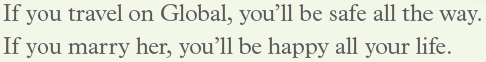 If you travel on Global, you’ll be safe all the way.
If you marry her, you’ll be happy all your life.